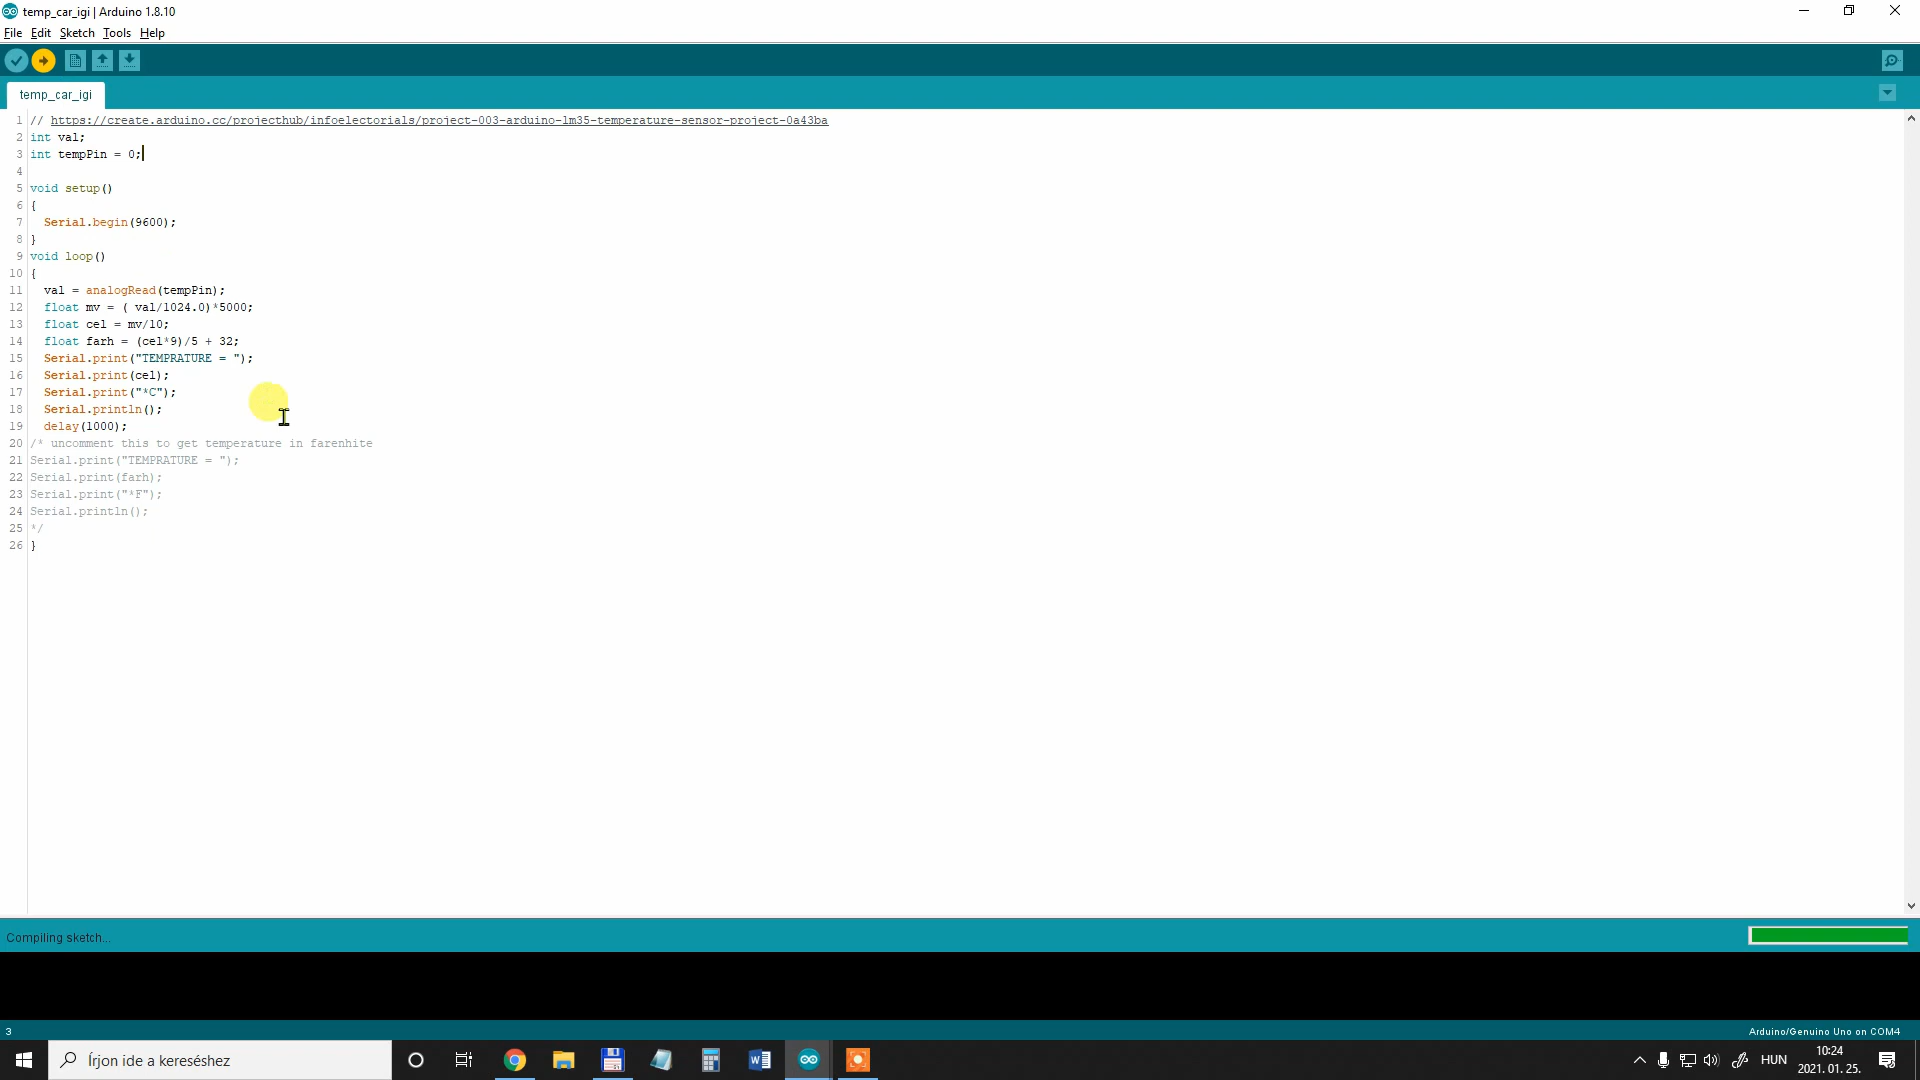 temp_car_igi | Arduino 1.8.10
File Edit Sketch Tools Help
temp_car_igi
1 // https://create.arduino.cc/projecthub/infoelectorials/project-003-arduino-lm35-temperature-sensor-project-0a43ba
2 int val;
3 int tempPin = 0;
4
5 void setup()
6 {
7 Serial.begin(9600);
8 }
9 void loop()
10 {
11 val = analogRead(tempPin);
12 float mv = ( val/1024.0)*5000;
13 float cel = mv/10;
14 float farh = (cel*9)/5 + 32;
15 Serial.print("TEMPRATURE = ");
16 Serial.print(cel);
17 Serial.print("*C");
18 Serial.println();
19 delay(1000);
20 /* uncomment this to get temperature in farenhite
21 Serial.print("TEMPRATURE = ");
22 Serial.print(farh);
23 Serial.print("*F");
24 Serial.println();
25 */
26 }
Compiling sketch...
3 Arduino/Genuino Uno on COM4
Írjon ide a kereséshez
HUN
10:24
2021. 01. 25.